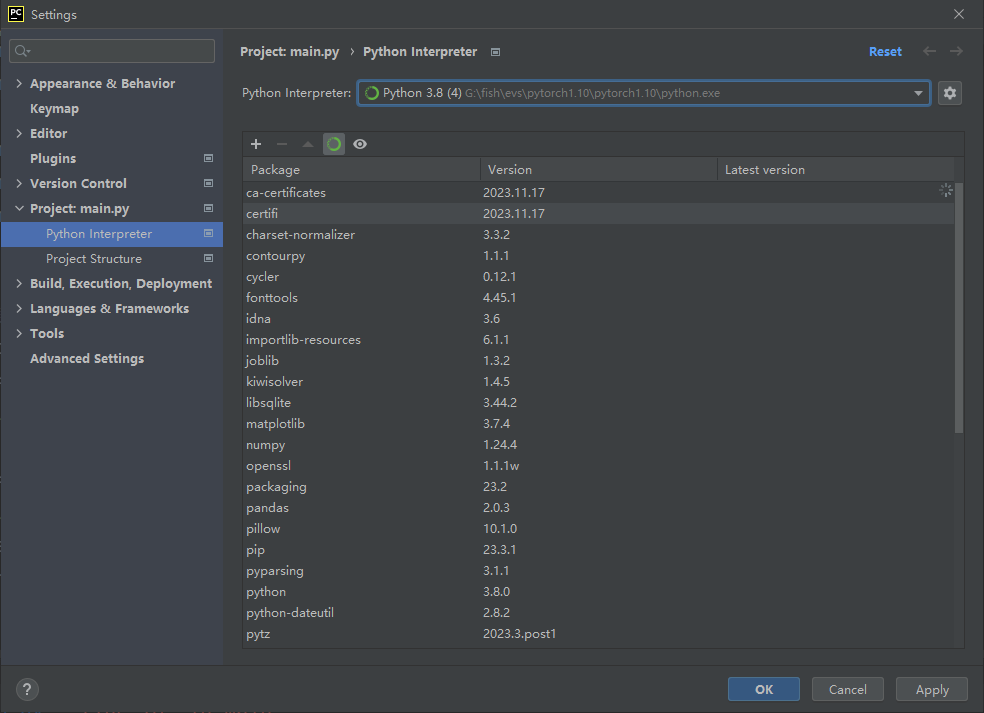 PC Settings
Project: main.py › Python Interpreter Reset
Appearance & Behavior
Keymap
Editor
Plugins
Version Control
Project: main.py
Python Interpreter
Project Structure
Build, Execution, Deployment
Languages & Frameworks
Tools
Advanced Settings
Python Interpreter: Python 3.8 (4) G:\fish\evs\pytorch1.10\pytorch1.10\python.exe
Package Version Latest version
ca-certificates 2023.11.17
certifi 2023.11.17
charset-normalizer 3.3.2
contourpy 1.1.1
cycler 0.12.1
fonttools 4.45.1
idna 3.6
importlib-resources 6.1.1
joblib 1.3.2
kiwisolver 1.4.5
libsqlite 3.44.2
matplotlib 3.7.4
numpy 1.24.4
openssl 1.1.1w
packaging 23.2
pandas 2.0.3
pillow 10.1.0
pip 23.3.1
pyparsing 3.1.1
python 3.8.0
python-dateutil 2.8.2
pytz 2023.3.post1
? OK Cancel Apply